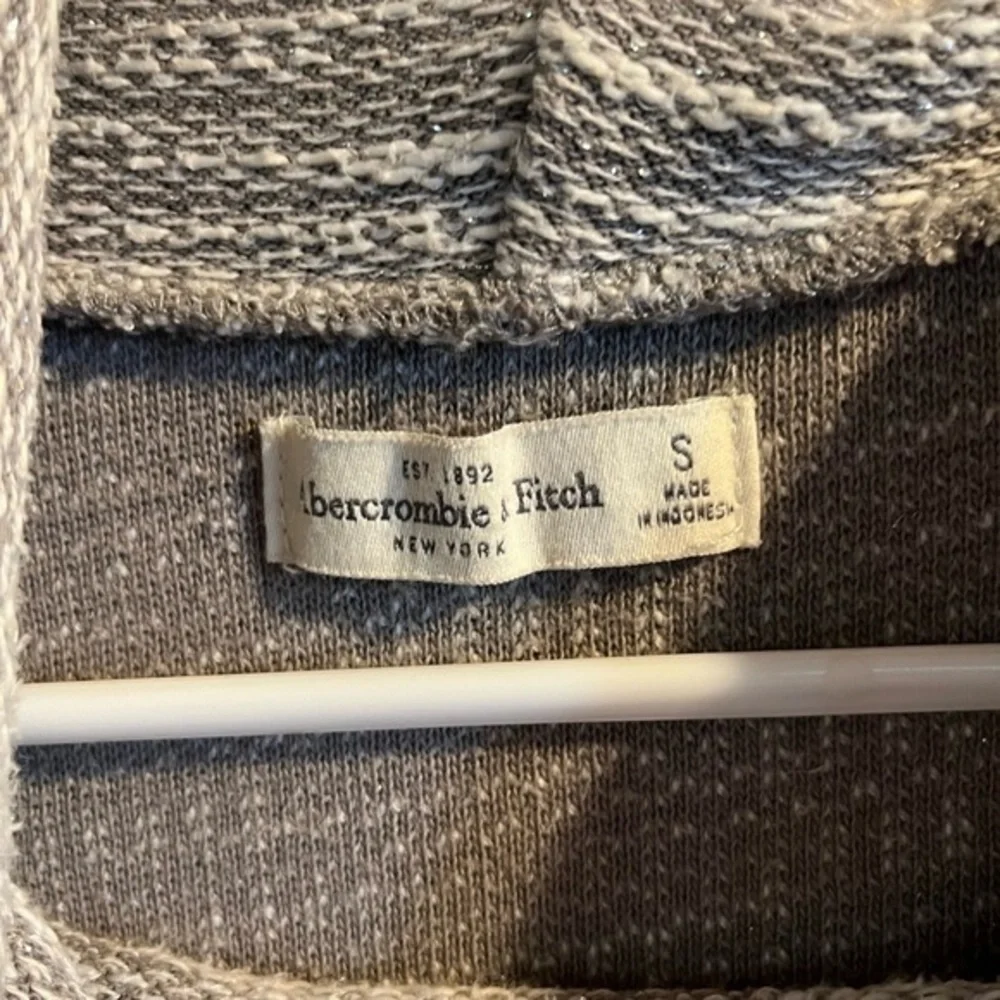 EST 1892
Abercrombie & Fitch
NEW YORK
S
MADE
IN INDONESIA